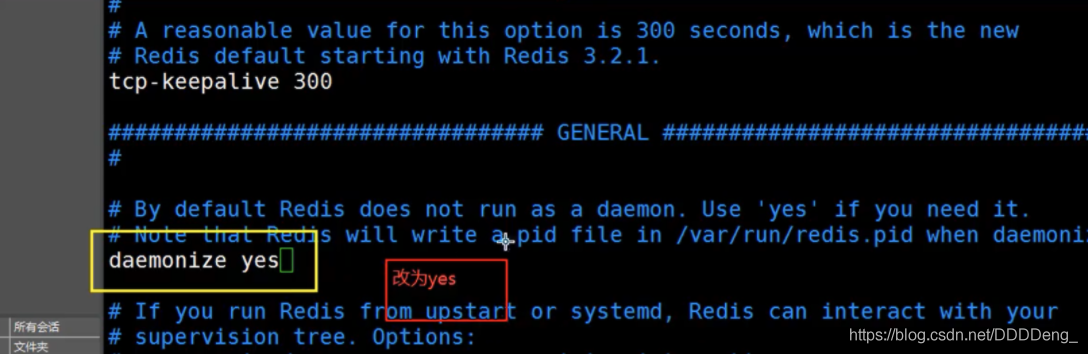 #
# A reasonable value for this option is 300 seconds, which is the new
# Redis default starting with Redis 3.2.1.
tcp-keepalive 300
################################# GENERAL ################################
#
# By default Redis does not run as a daemon. Use 'yes' if you need it.
# Note that Redis will write a pid file in /var/run/redis.pid when daemoni
daemonize yes
改为yes
# If you run Redis from upstart or systemd, Redis can interact with your
# supervision tree. Options:
所有会话
文件夹
https://blog.csdn.net/DDDDeng_